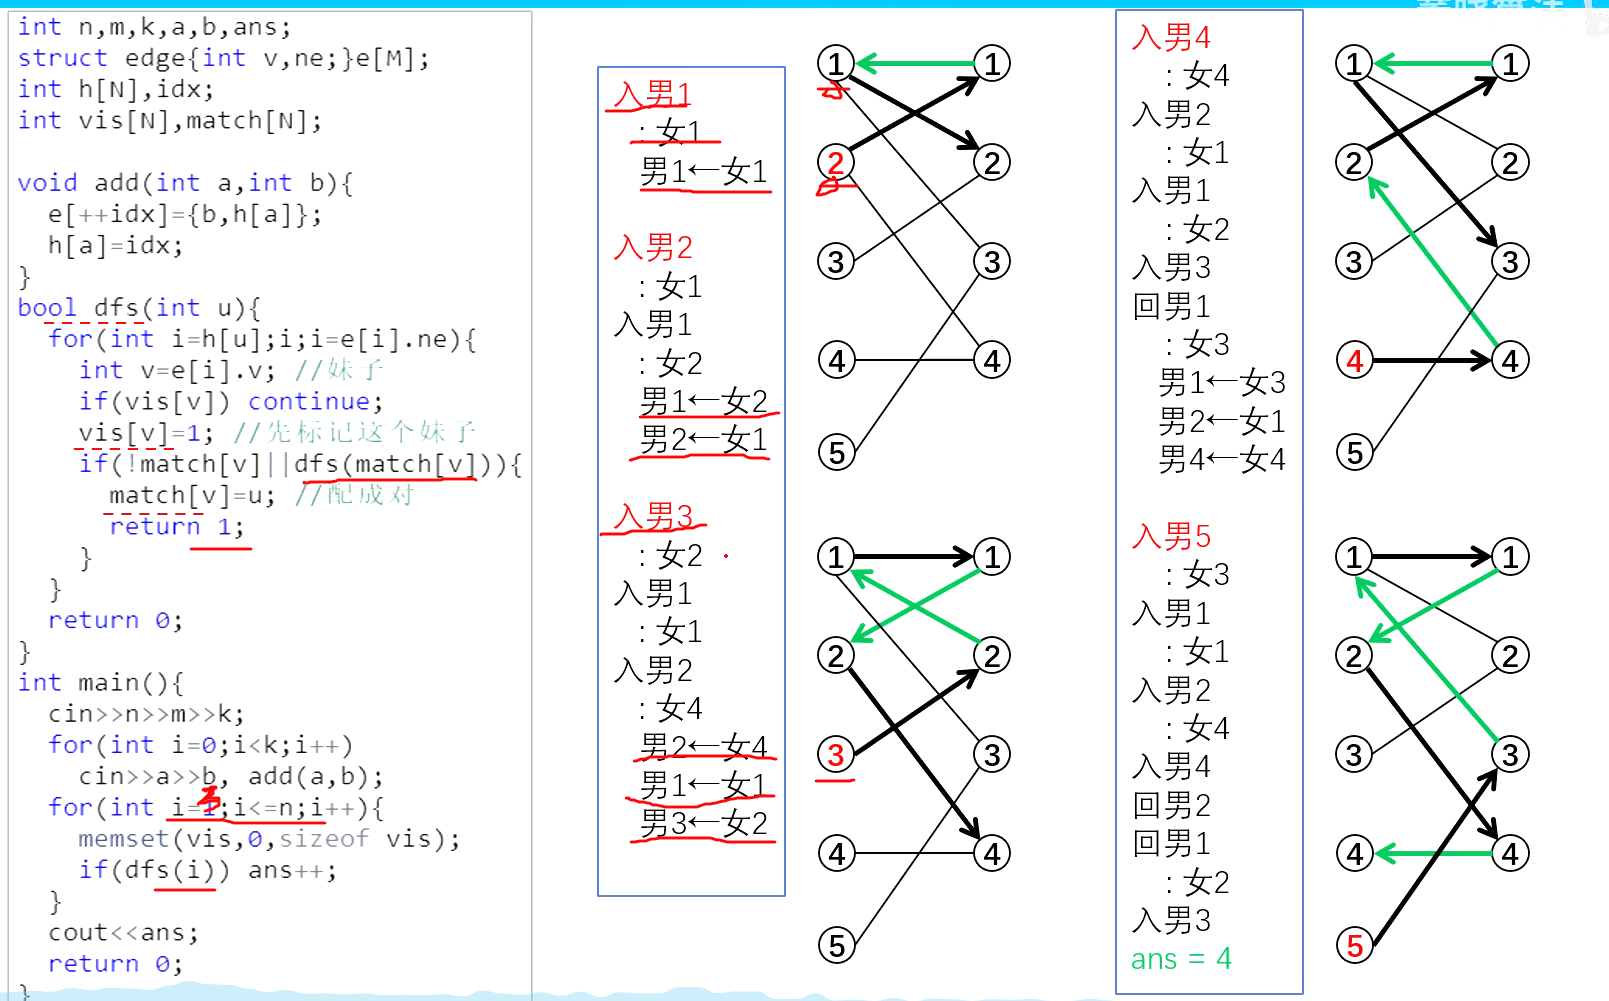 int n,m,k,a,b,ans;
struct edge{int v,ne;}e[M];
int h[N],idx;
int vis[N],match[N];
void add(int a,int b){
e[++idx]={b,h[a]};
h[a]=idx;
}
bool dfs(int u){
for(int i=h[u];i;i=e[i].ne){
int v=e[i].v; //妹子
if(vis[v]) continue;
vis[v]=1; //先标记这个妹子
if(!match[v]||dfs(match[v])){
match[v]=u; //配成对
return 1;
}
}
return 0;
}
int main(){
cin>>n>>m>>k;
for(int i=0;i<k;i++)
cin>>a>>b, add(a,b);
for(int i=1;i<=n;i++){
memset(vis,0,sizeof vis);
if(dfs(i)) ans++;
}
cout<<ans;
return 0;
}
入男1
: 女1
男1←女1
入男2
: 女1
入男1
: 女2
男1←女2
男2←女1
入男3
: 女2
入男1
: 女1
入男2
: 女4
男2←女4
男1←女1
男3←女2
1 1
2 2
3 3
4 4
5
1 1
2 2
3 3
4 4
5
入男4
: 女4
入男2
: 女1
入男1
: 女2
入男3
回男1
: 女3
男1←女3
男2←女1
男4←女4
入男5
: 女3
入男1
: 女1
入男2
: 女4
入男4
回男2
回男1
: 女2
入男3
ans = 4
1 1
2 2
3 3
4 4
5
1 1
2 2
3 3
4 4
5